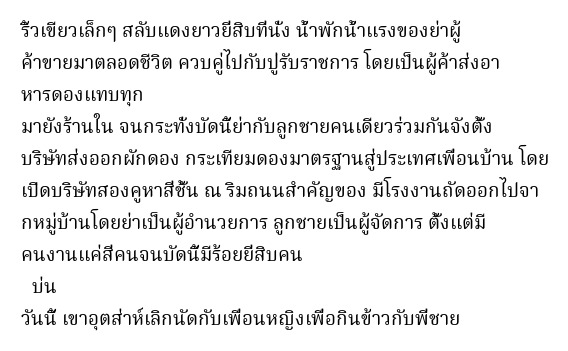 รั้วเขียวเล็กๆ สลับแดงยาวยี่สิบที่นั่ง น้ำพักน้ำแรงของย่าผู้
ค้าขายมาตลอดชีวิต ควบคู่ไปกับปู่รับราชการ โดยเป็นผู้ค้าส่งอา
หารดองแทบทุก
มายังร้านใน จนกระทั่งบัดนี้ย่ากับลูกชายคนเดียวร่วมกันจังตั้ง
บริษัทส่งออกผักดอง กระเทียมดองมาตรฐานสู่ประเทศเพื่อนบ้าน โดย
เปิดบริษัทสองคูหาสี่ชั้น ณ ริมถนนสำคัญของ มีโรงงานถัดออกไปจา
กหมู่บ้านโดยย่าเป็นผู้อำนวยการ ลูกชายเป็นผู้จัดการ ตั้งแต่มี
คนงานแค่สี่คนจนบัดนี้มีร้อยยี่สิบคน
บ่น
วันนี้ เขาอุตส่าห์เลิกนัดกับเพื่อนหญิงเพื่อกินข้าวกับพี่ชาย